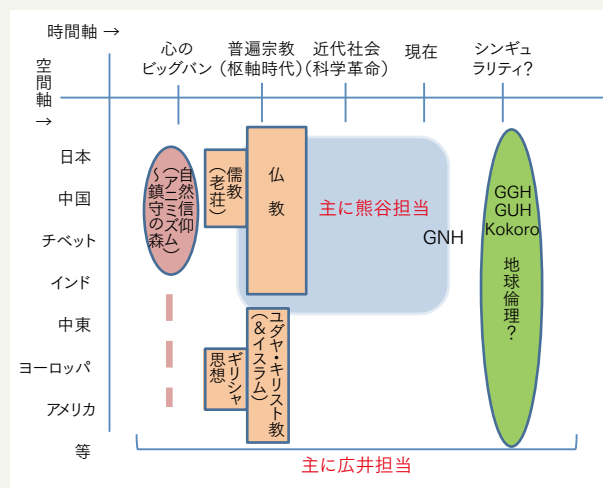 時間軸 →
心の
ビッグバン
普遍宗教
(枢軸時代)
近代社会
(科学革命)
現在
シンギュ
ラリティ?
空間軸
→
日本
中国
チベット
インド
中東
ヨーロッパ
アメリカ
等
自然信仰
(アニミズム)
~鎮守の森
儒教
(老荘)
仏教
主に熊谷担当
GNH
GGH
GUH
Kokoro
地球倫理?
ユダヤ・キリスト教
(&イスラム)
ギリシャ
思想
主に広井担当